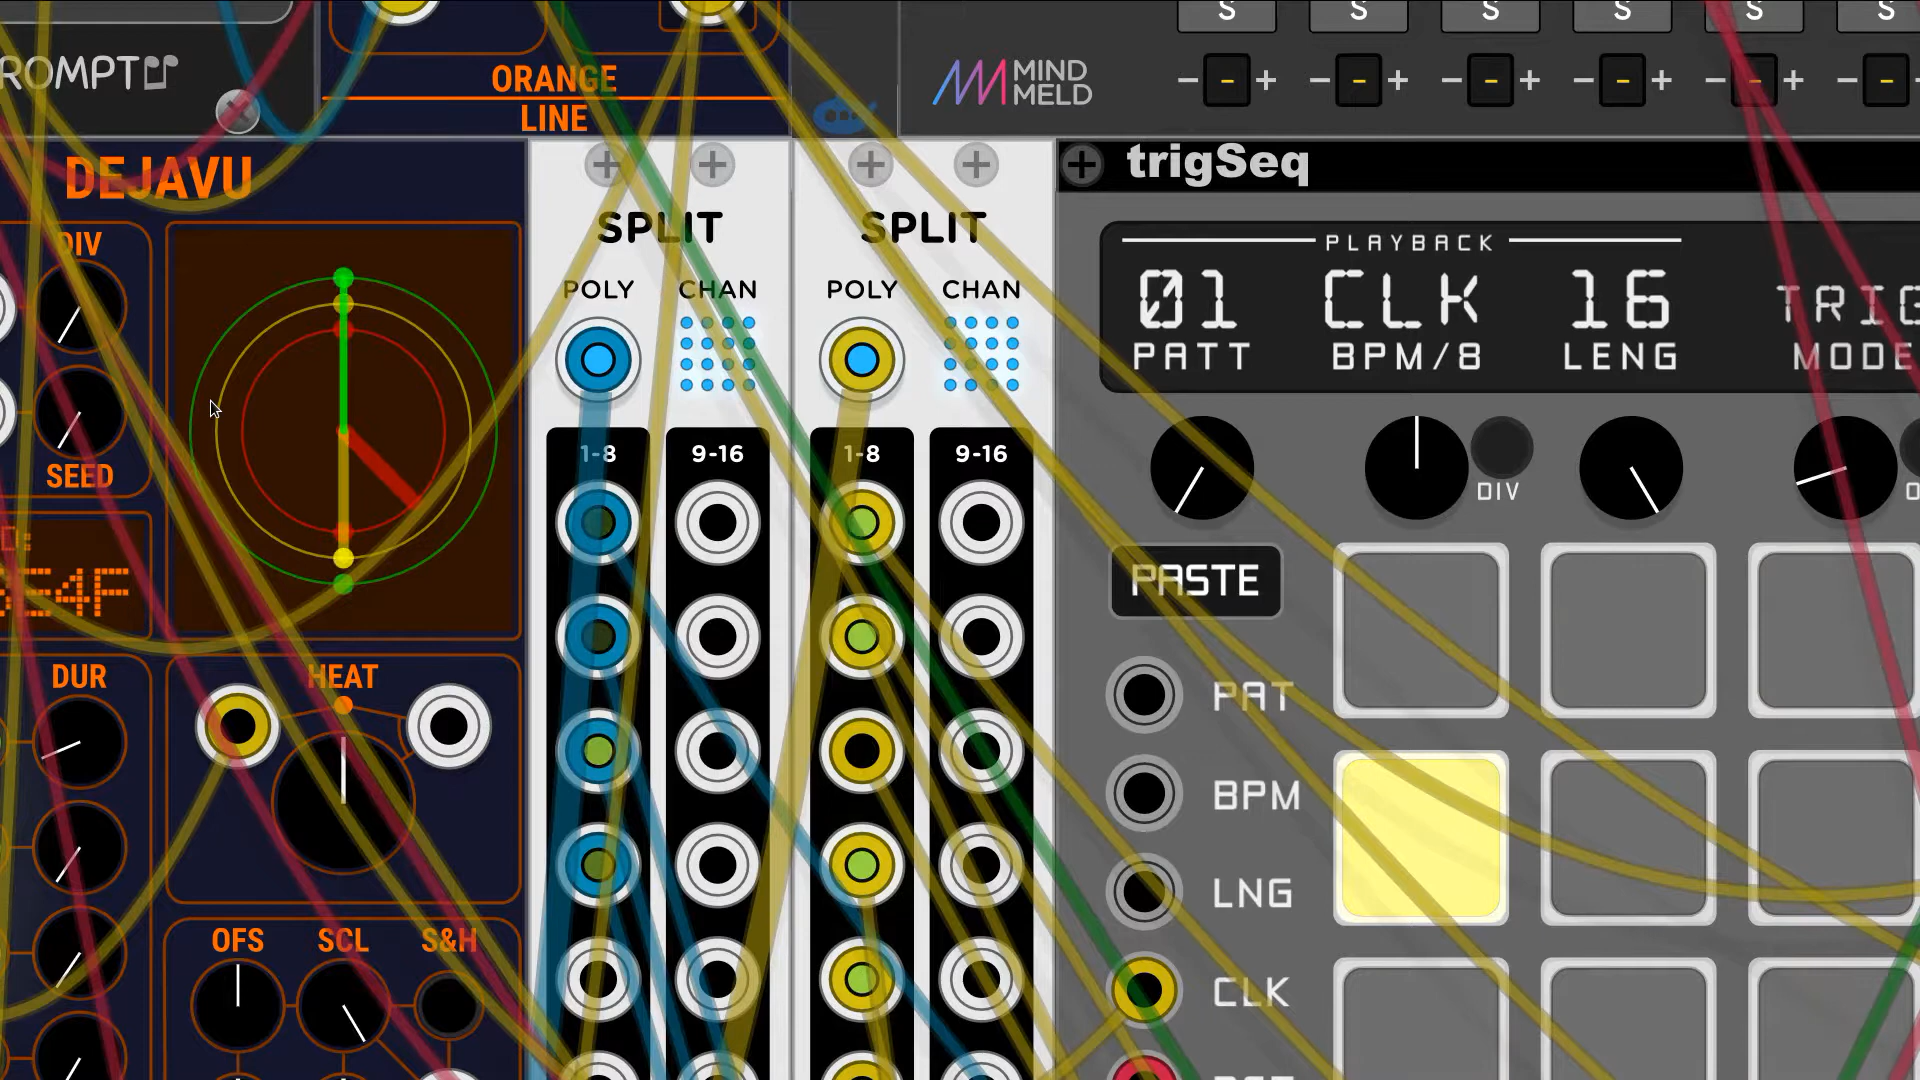 ROMPT
ORANGE
LINE
MIND
MELD
S S S S S S
- - + - - + - - + - - + - - + - -
DEJAVU
DIV
SEED
54F
DUR
HEAT
OFS SCL S&H
SPLIT
POLY CHAN
1-8 9-16
SPLIT
POLY CHAN
1-8 9-16
trigSeq
PLAYBACK
01 CLK 16 TRIG
PATT BPM/8 LENG MODE
DIV
PASTE
PAT
BPM
LNG
CLK